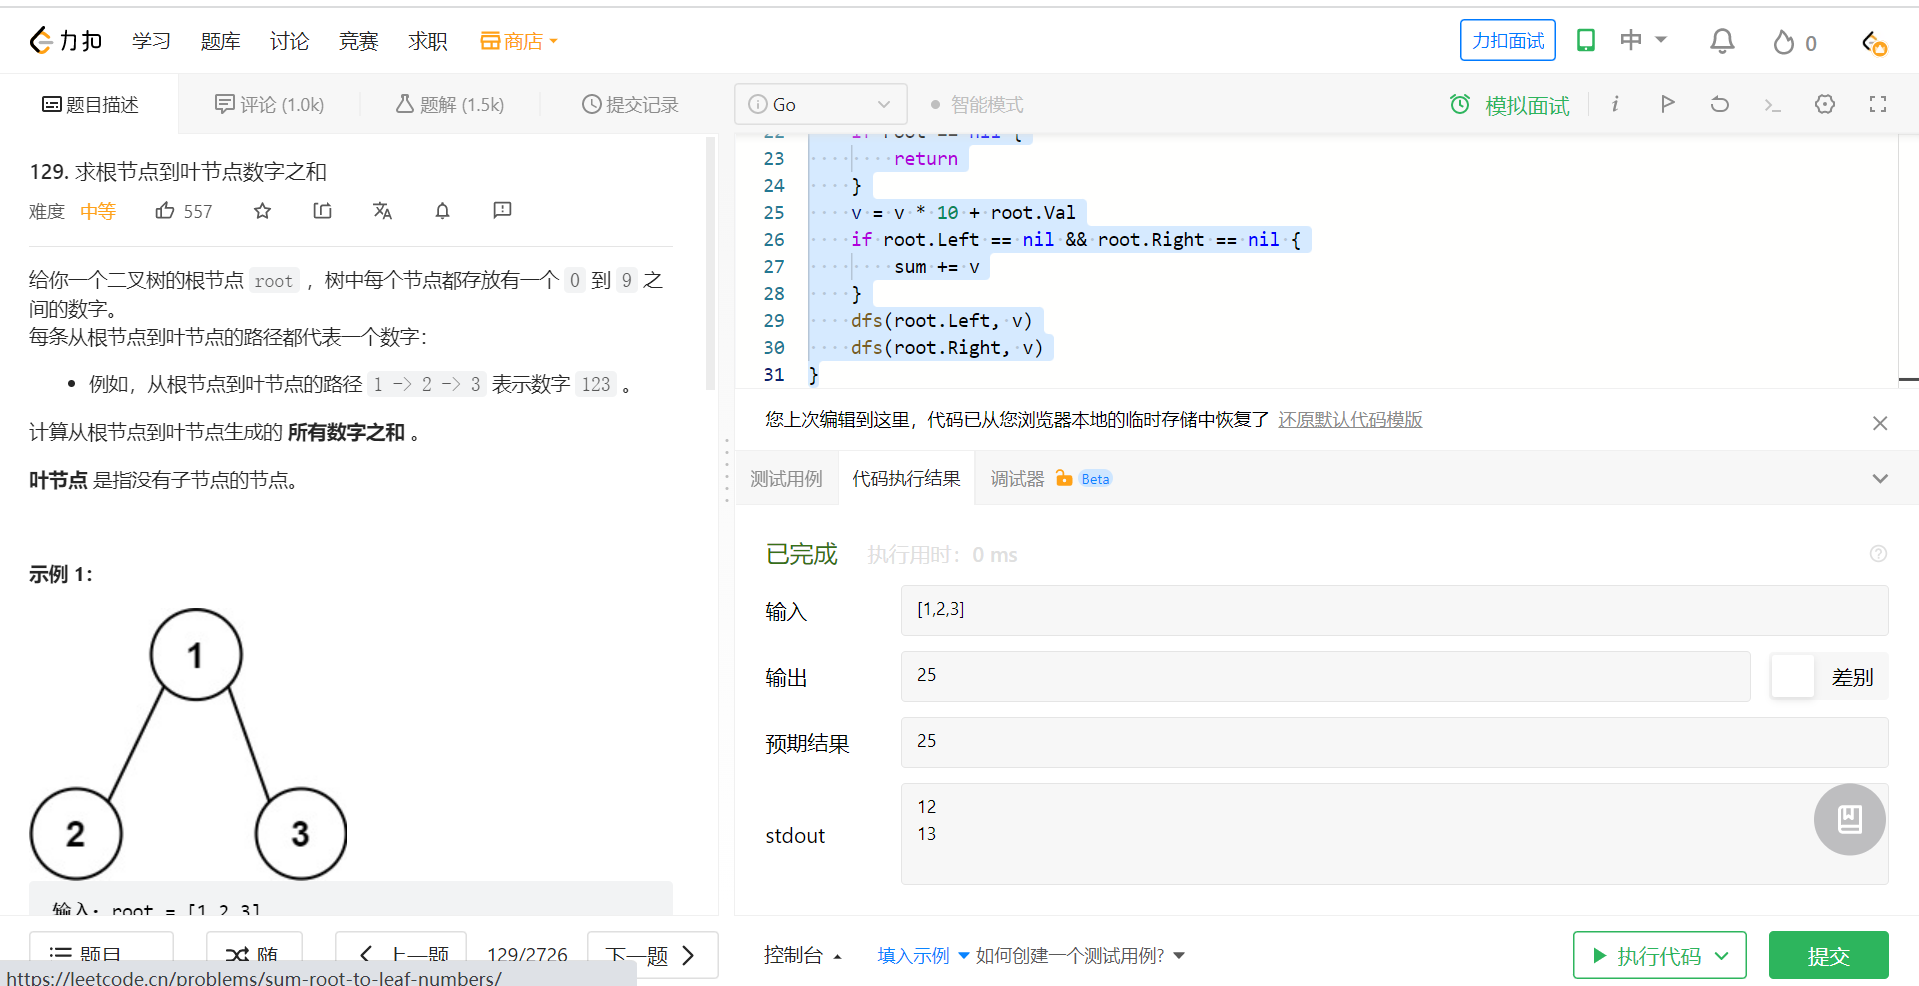 力扣 学习 题库 讨论 竞赛 求职 商店 力扣面试 中 0
题目描述 评论 (1.0k) 题解 (1.5k) 提交记录
i Go 智能模式 模拟面试 i
129. 求根节点到叶节点数字之和
难度 中等 557
给你一个二叉树的根节点 root ，树中每个节点都存放有一个 0 到 9 之
间的数字。
每条从根节点到叶节点的路径都代表一个数字：
• 例如，从根节点到叶节点的路径 1 -> 2 -> 3 表示数字 123 。
计算从根节点到叶节点生成的 所有数字之和 。
叶节点 是指没有子节点的节点。
示例 1：
1
2 3
输入：root = [1,2,3]
题目 随 上一题 129/2726 下一题
https://leetcode.cn/problems/sum-root-to-leaf-numbers/
22 if root == nil {
23 return
24 }
25 v = v * 10 + root.Val
26 if root.Left == nil && root.Right == nil {
27 sum += v
28 }
29 dfs(root.Left, v)
30 dfs(root.Right, v)
31 }
您上次编辑到这里，代码已从您浏览器本地的临时存储中恢复了 还原默认代码模版
测试用例 代码执行结果 调试器 Beta
已完成 执行用时：0 ms
输入 [1,2,3]
输出 25 差别
预期结果 25
stdout 12
13
控制台 填入示例 如何创建一个测试用例? 执行代码 提交